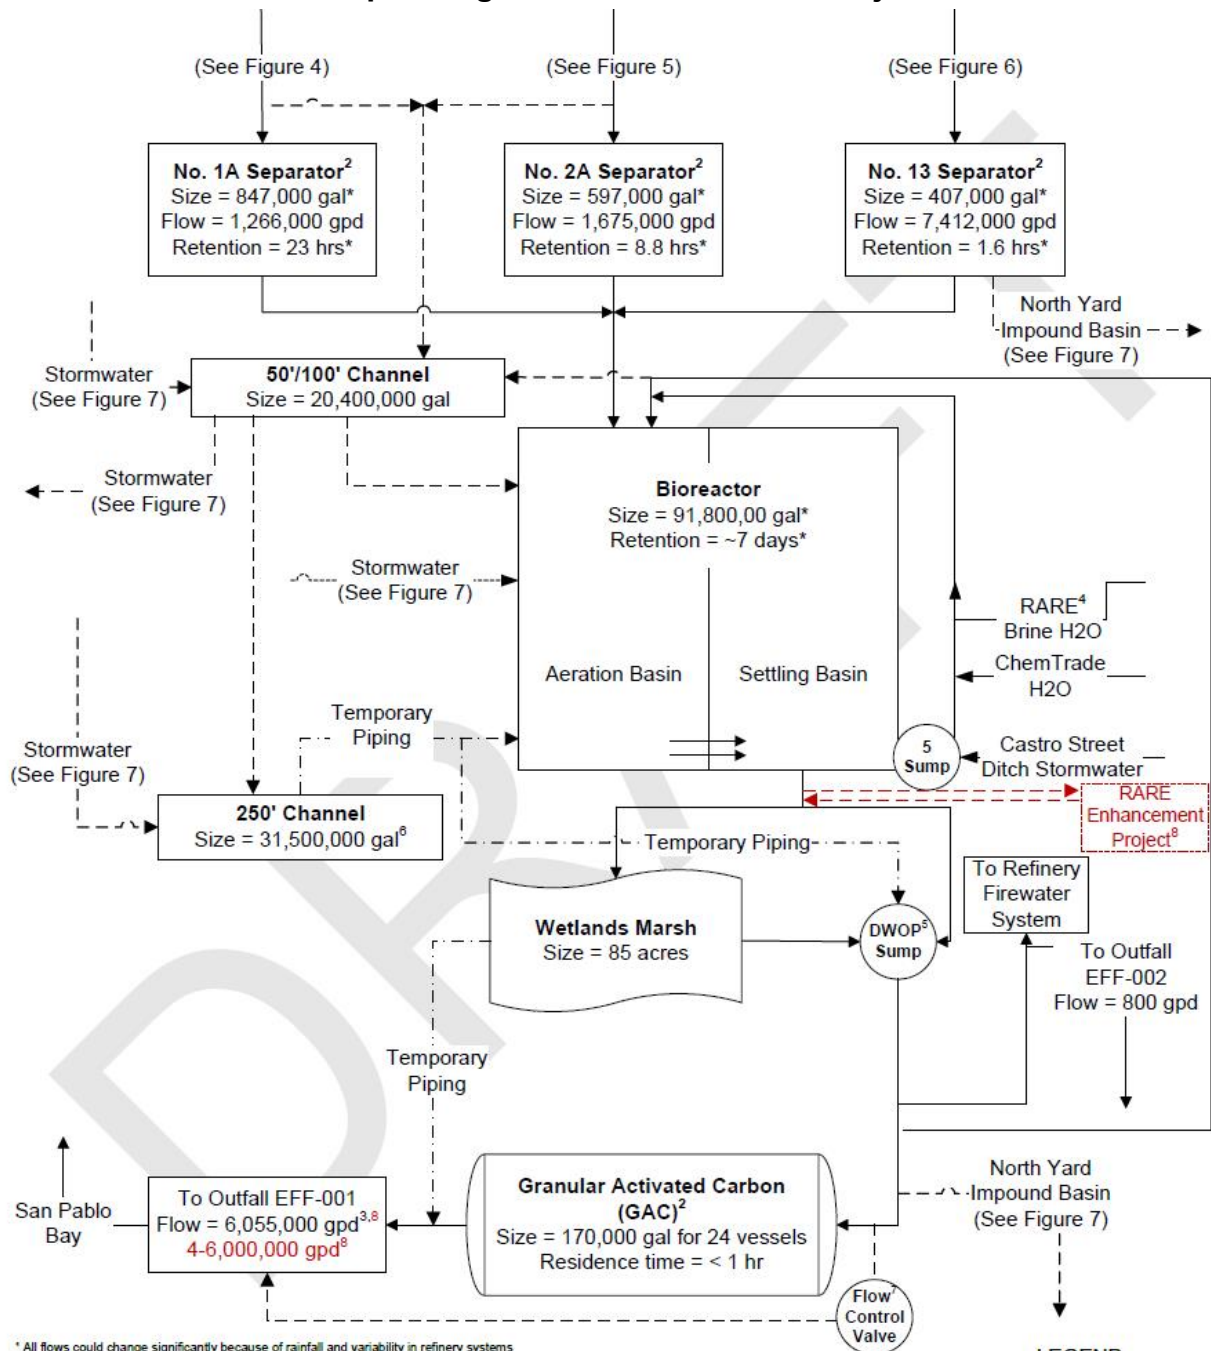 (See Figure 4)
(See Figure 5)
(See Figure 6)
No. 1A Separator2
Size = 847,000 gal*
Flow = 1,266,000 gpd
Retention = 23 hrs*
No. 2A Separator2
Size = 597,000 gal*
Flow = 1,675,000 gpd
Retention = 8.8 hrs*
No. 13 Separator2
Size = 407,000 gal*
Flow = 7,412,000 gpd
Retention = 1.6 hrs*
North Yard
Impound Basin
(See Figure 7)
Stormwater
(See Figure 7)
50'/100' Channel
Size = 20,400,000 gal
Stormwater
(See Figure 7)
Bioreactor
Size = 91,800,00 gal*
Retention = ~7 days*
Stormwater
(See Figure 7)
RARE4
Brine H2O
ChemTrade
H2O
Aeration Basin
Settling Basin
Temporary
Piping
5
Sump
Castro Street
Ditch Stormwater
Stormwater
(See Figure 7)
RARE
Enhancement
Project8
250' Channel
Size = 31,500,000 gal6
Temporary Piping
To Refinery
Firewater
System
Wetlands Marsh
Size = 85 acres
DWOP5
Sump
To Outfall
EFF-002
Flow = 800 gpd
Temporary
Piping
San Pablo
Bay
To Outfall EFF-001
Flow = 6,055,000 gpd3,8
4-6,000,000 gpd8
Granular Activated Carbon
(GAC)2
Size = 170,000 gal for 24 vessels
Residence time = < 1 hr
North Yard
Impound Basin
(See Figure 7)
Flow7
Control
Valve
* All flows could change significantly because of rainfall and variability in refinery systems
DRAFT